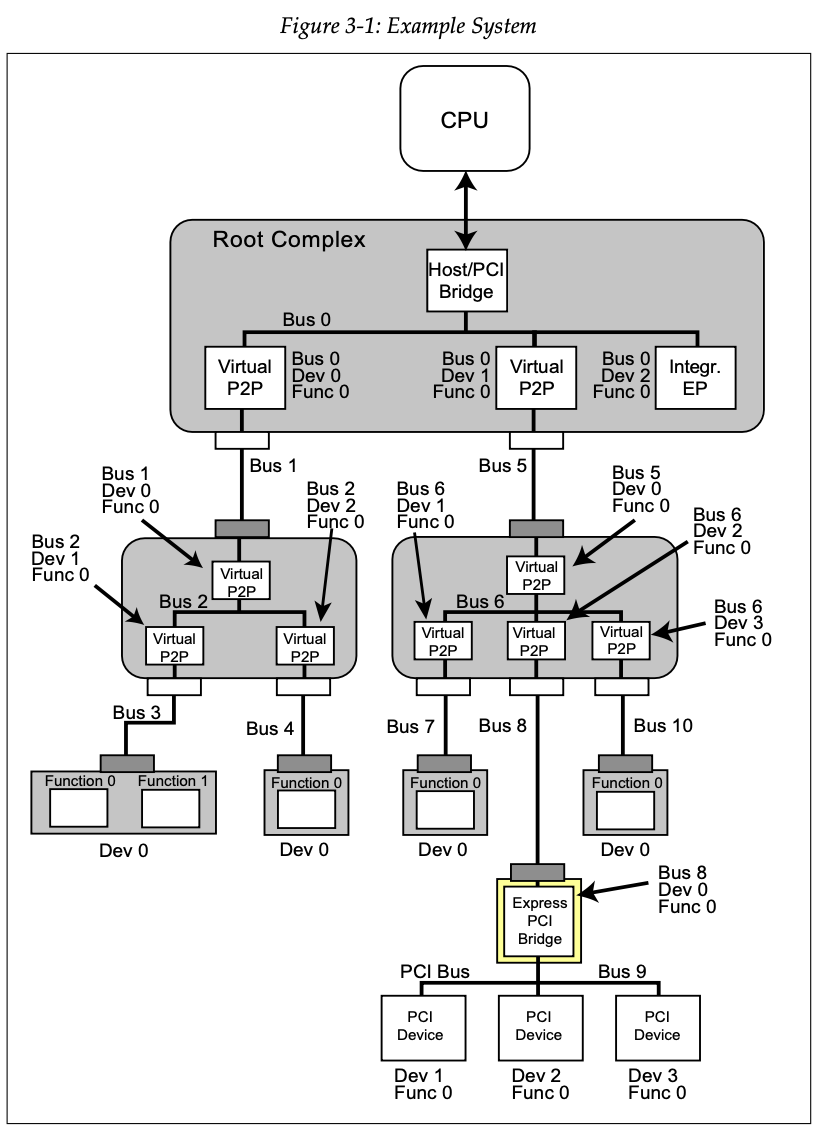 Figure 3-1: Example System
CPU
Root Complex
Host/PCI
Bridge
Bus 0
Virtual
P2P
Bus 0
Dev 0
Func 0
Bus 0
Dev 1
Func 0
Virtual
P2P
Bus 0
Dev 2
Func 0
Integr.
EP
Bus 1
Bus 5
Bus 1
Dev 0
Func 0
Bus 2
Dev 2
Func 0
Bus 6
Dev 1
Func 0
Bus 5
Dev 0
Func 0
Bus 6
Dev 2
Func 0
Bus 2
Dev 1
Func 0
Virtual
P2P
Bus 2
Virtual
P2P
Virtual
P2P
Virtual
P2P
Bus 6
Virtual
P2P
Virtual
P2P
Virtual
P2P
Bus 6
Dev 3
Func 0
Bus 3
Bus 4
Bus 7
Bus 8
Bus 10
Function 0
Function 1
Dev 0
Function 0
Dev 0
Function 0
Dev 0
Function 0
Dev 0
Express
PCI
Bridge
Bus 8
Dev 0
Func 0
PCI Bus
Bus 9
PCI
Device
PCI
Device
PCI
Device
Dev 1
Func 0
Dev 2
Func 0
Dev 3
Func 0